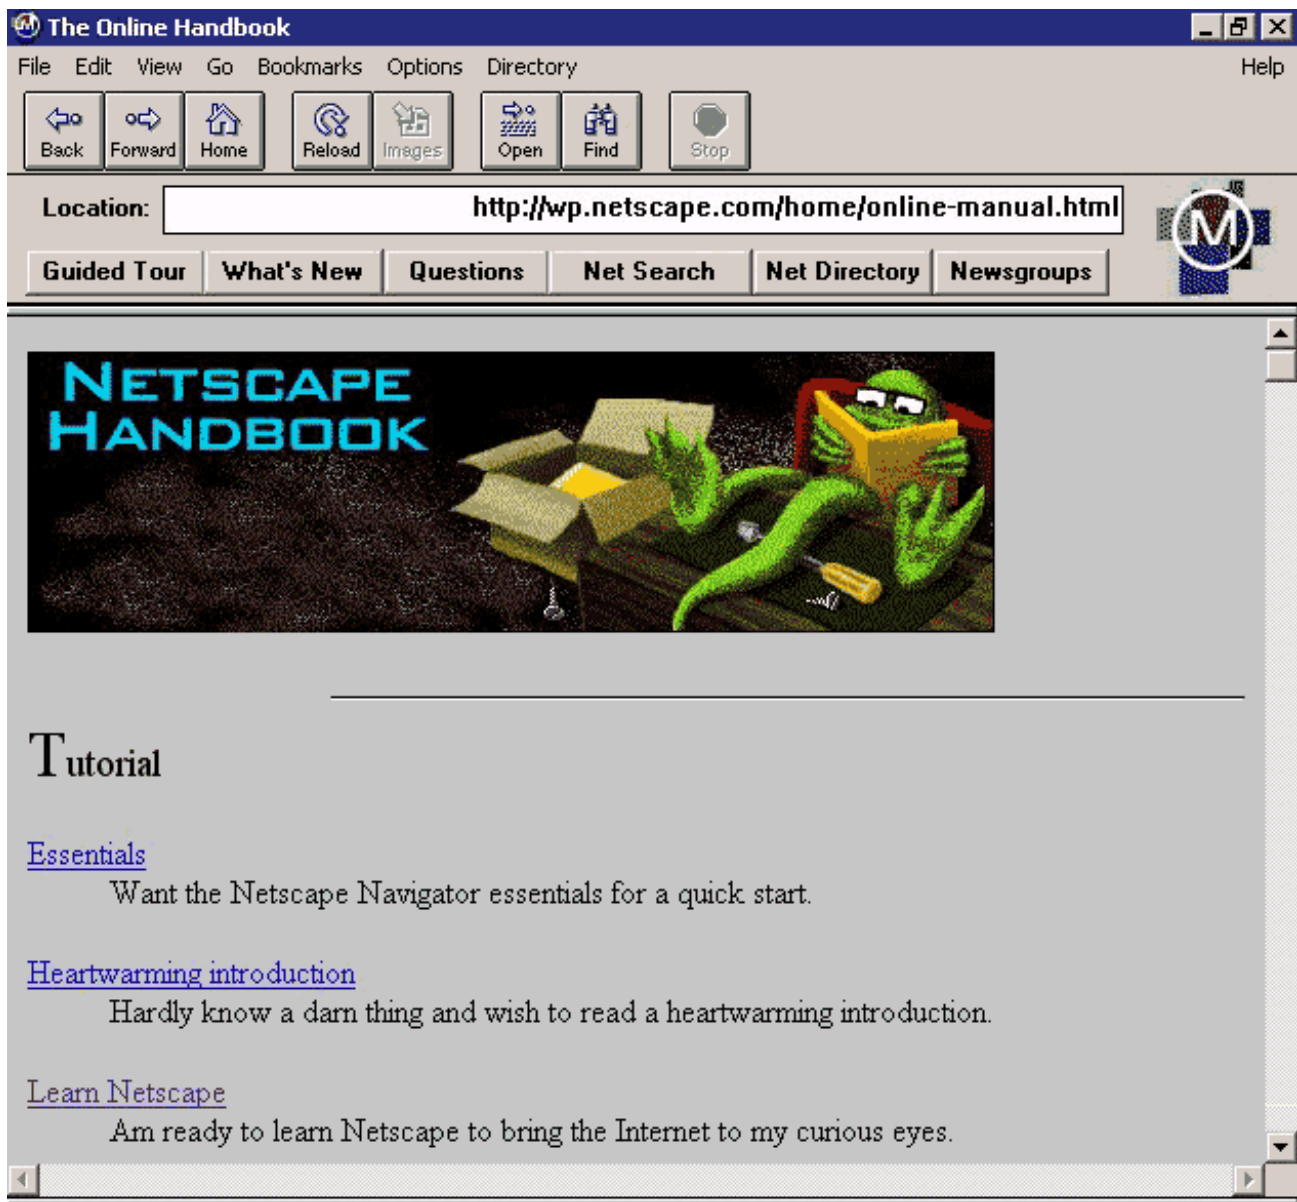 The Online Handbook
File Edit View Go Bookmarks Options Directory Help
Back Forward Home Reload Images Open Find Stop
Location: http://wp.netscape.com/home/online-manual.html
M
Guided Tour What's New Questions Net Search Net Directory Newsgroups
NETSCAPE
HANDBOOK
Tutorial
Essentials
Want the Netscape Navigator essentials for a quick start.
Heartwarming introduction
Hardly know a darn thing and wish to read a heartwarming introduction.
Learn Netscape
Am ready to learn Netscape to bring the Internet to my curious eyes.